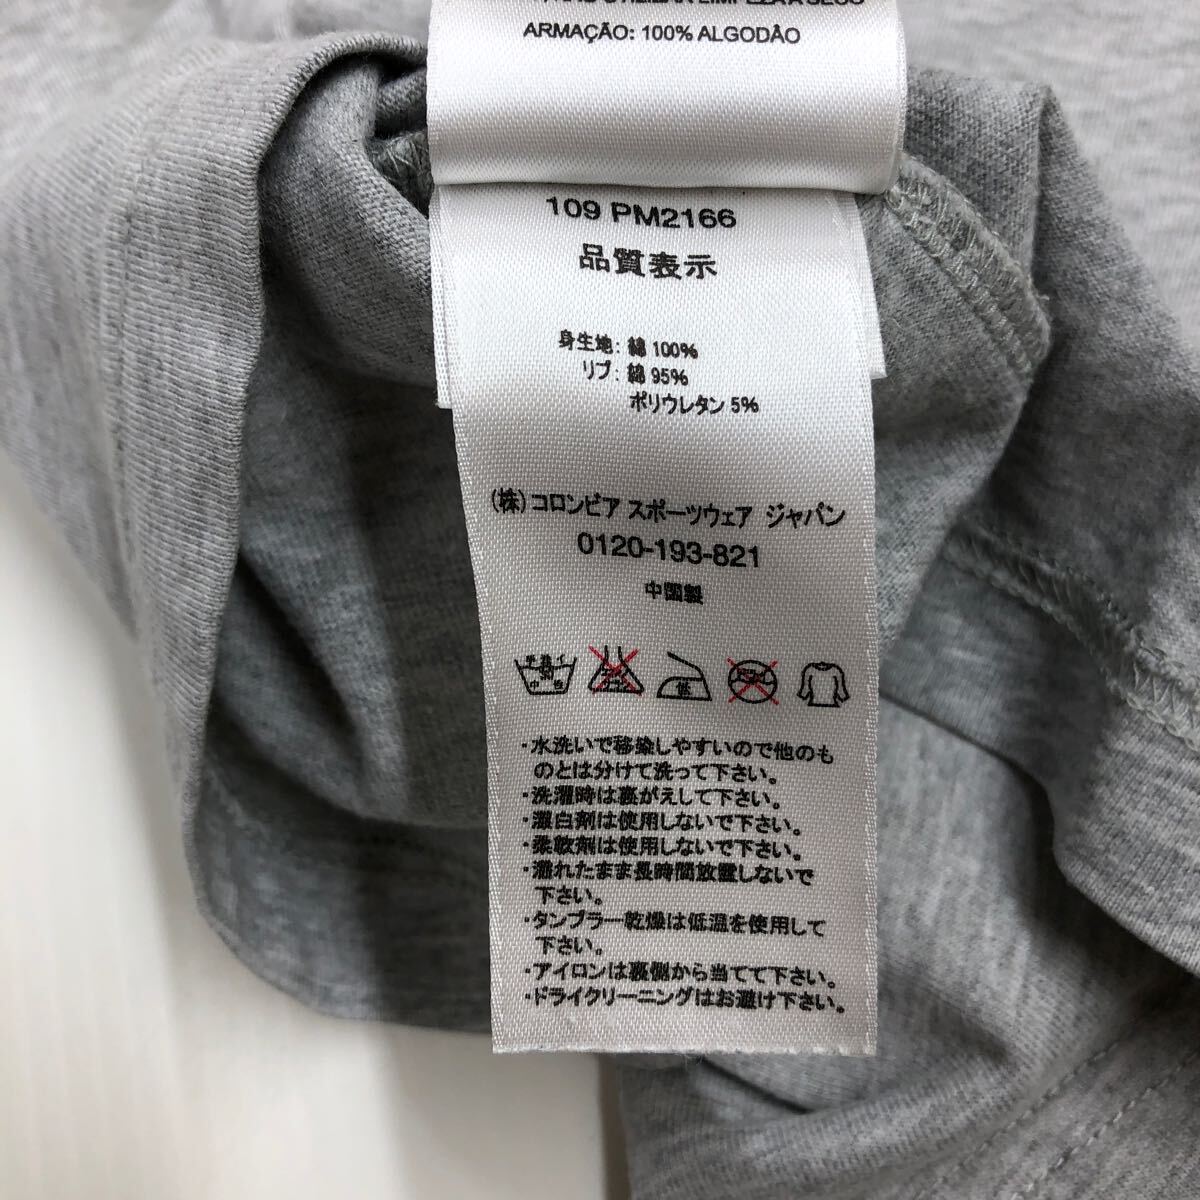 ARMAÇÃO: 100% ALGODÃO
109 PM2166
品質表示
身生地: 綿 100%
リブ: 綿 95%
ポリウレタン 5%
(株) コロンビア スポーツウェア ジャパン
0120-193-821
中国製
・水洗いで移染しやすいので他のも
のとは分けて洗って下さい。
・洗濯時は裏がえして下さい。
・漂白剤は使用しないで下さい。
・柔軟剤は使用しないで下さい。
・濡れたまま長時間放置しないで
下さい。
・タンブラー乾燥は低温を使用して
下さい。
・アイロンは裏側から当てて下さい。
・ドライクリーニングはお避け下さい。